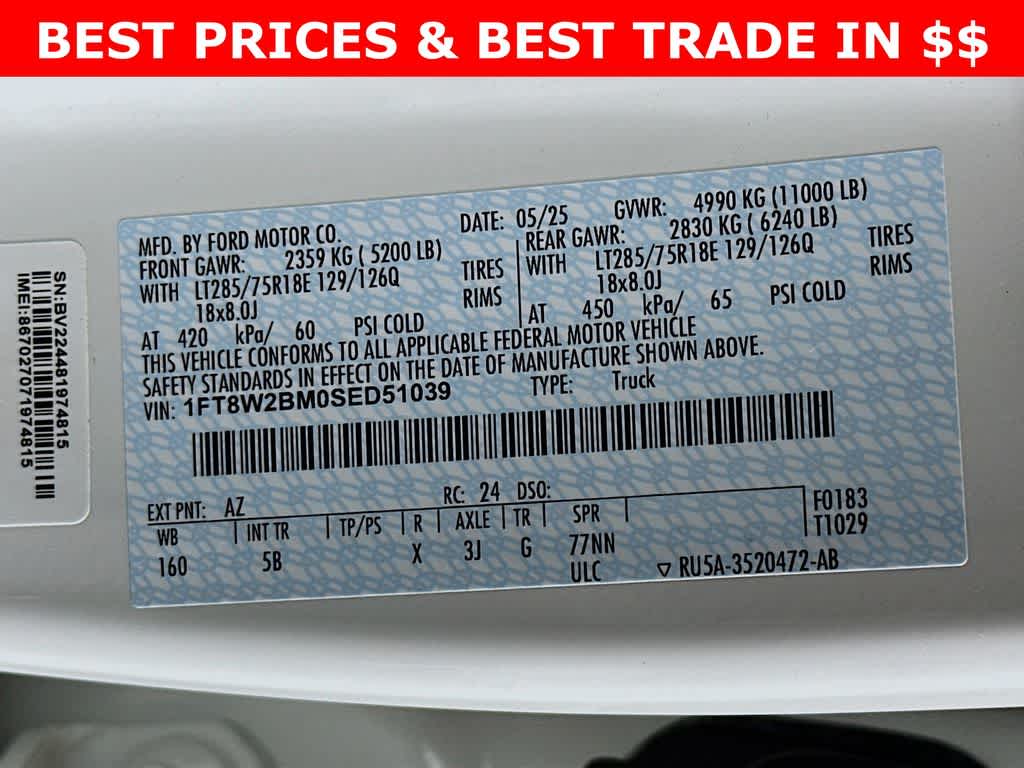 BEST PRICES & BEST TRADE IN $$
MFD. BY FORD MOTOR CO.
DATE: 05/25 GVWR: 4990 KG (11000 LB)
FRONT GAWR: 2359 KG ( 5200 LB)
REAR GAWR: 2830 KG ( 6240 LB)
WITH LT285/75R18E 129/126Q TIRES
WITH LT285/75R18E 129/126Q TIRES
18x8.0J RIMS
18x8.0J RIMS
AT 420 kPa/ 60 PSI COLD
AT 450 kPa/ 65 PSI COLD
THIS VEHICLE CONFORMS TO ALL APPLICABLE FEDERAL MOTOR VEHICLE
SAFETY STANDARDS IN EFFECT ON THE DATE OF MANUFACTURE SHOWN ABOVE.
VIN: 1FT8W2BM0SED51039 TYPE: Truck
EXT PNT: AZ RC: 24 DSO:
WB INT TR TP/PS R AXLE TR SPR
160 5B X 3J G 77NN
ULC
F0183
T1029
▽ RU5A-3520472-AB
SN:BV224481974815
IMEI:867027071974815